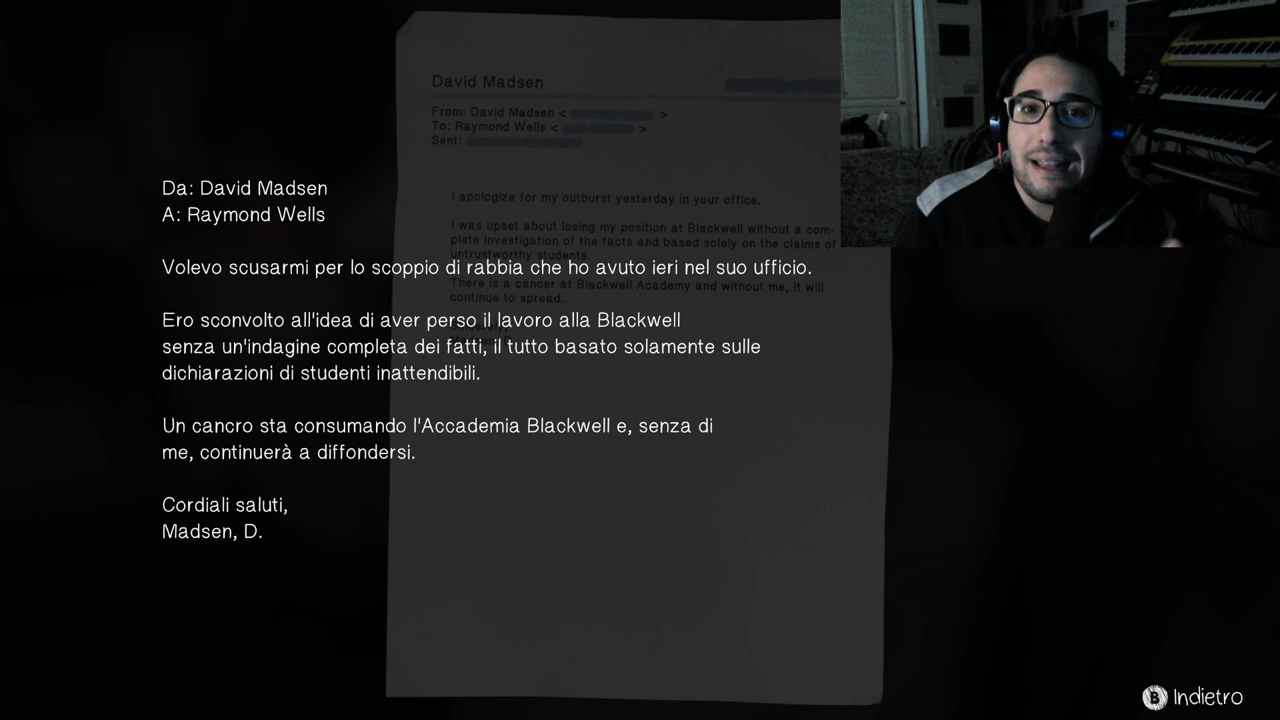 David Madsen
From: David Madsen < >
To: Raymond Wells < >
Sent:
I apologize for my outburst yesterday in your office.
I was upset about losing my position at Blackwell without a com-
plete investigation of the facts and based solely on the claims of
untrustworthy students.
There is a cancer at Blackwell Academy and without me, it will
continue to spread.
Da: David Madsen
A: Raymond Wells
Volevo scusarmi per lo scoppio di rabbia che ho avuto ieri nel suo ufficio.
Ero sconvolto all'idea di aver perso il lavoro alla Blackwell
senza un'indagine completa dei fatti, il tutto basato solamente sulle
dichiarazioni di studenti inattendibili.
Un cancro sta consumando l'Accademia Blackwell e, senza di
me, continuerà a diffondersi.
Cordiali saluti,
Madsen, D.
B Indietro